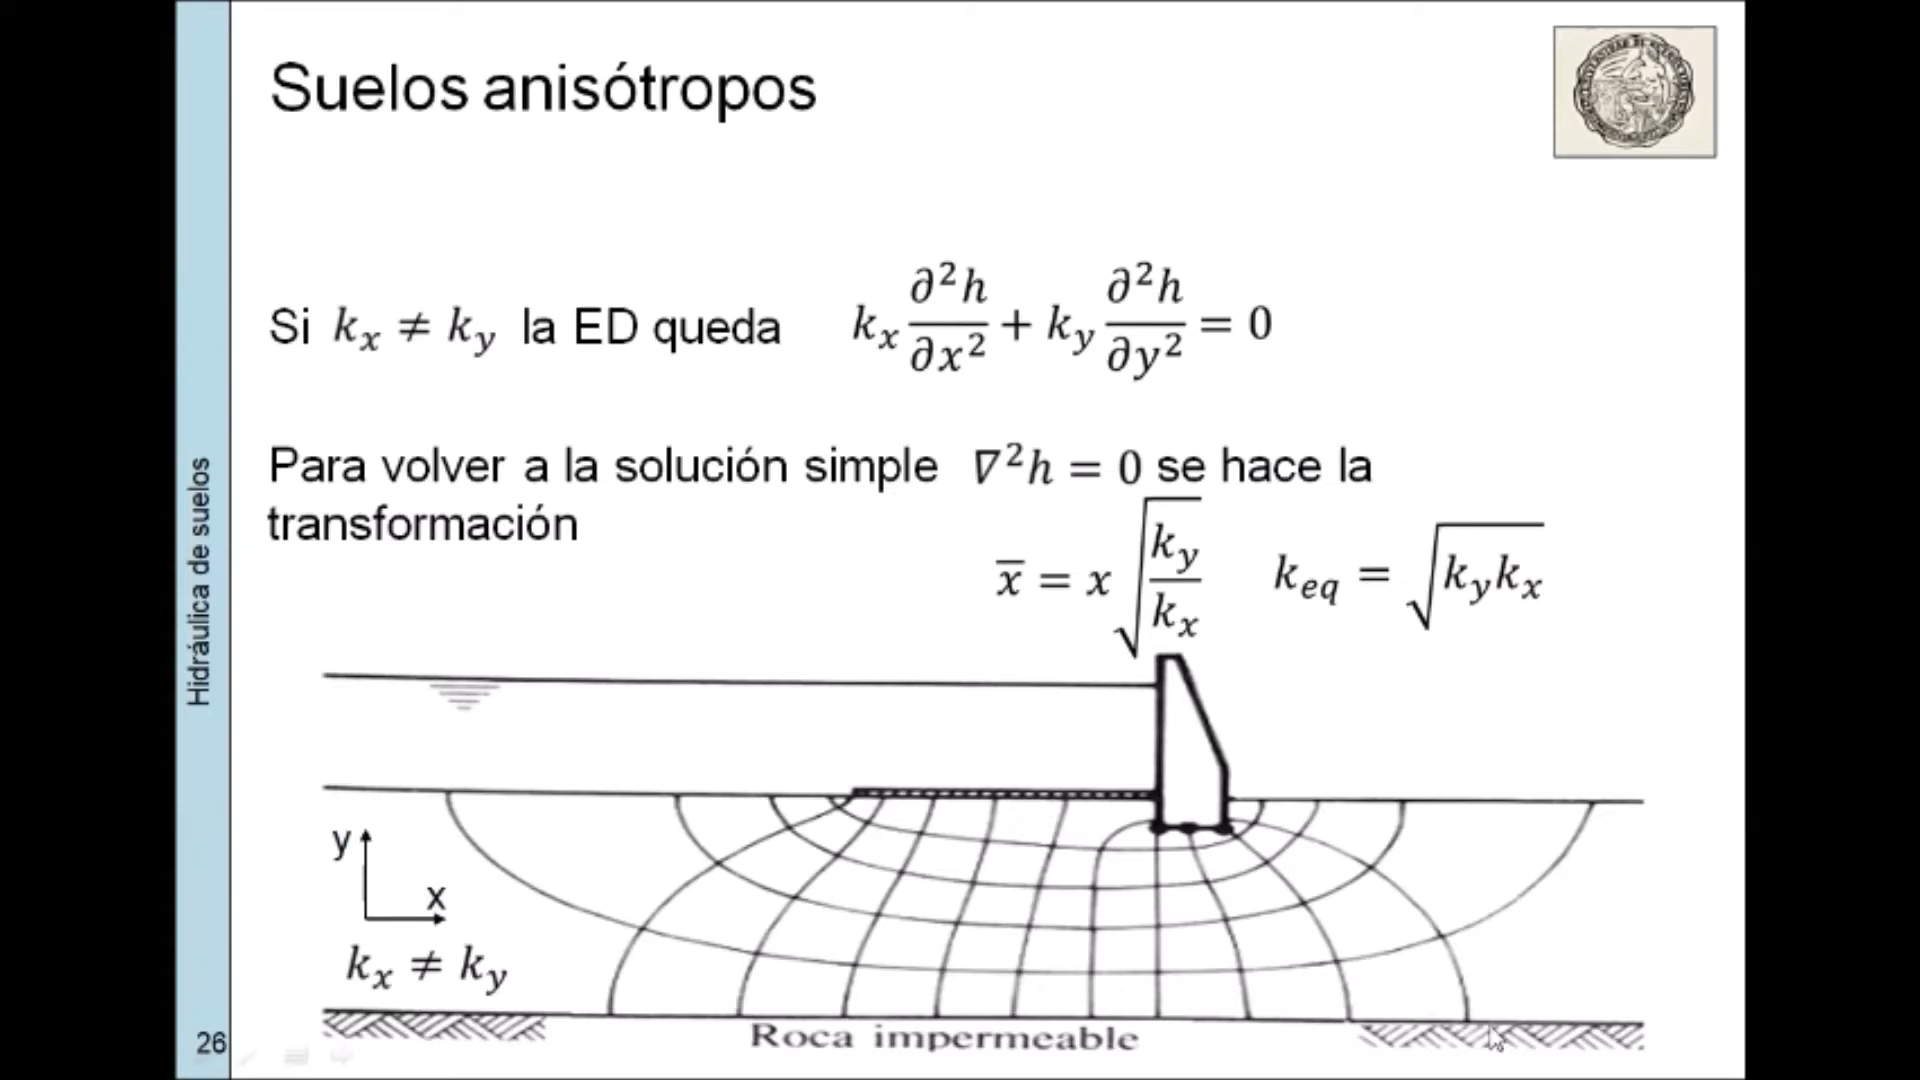 Suelos anisótropos
Si $k_x \neq k_y$ la ED queda $k_x \frac{\partial^2 h}{\partial x^2} + k_y \frac{\partial^2 h}{\partial y^2} = 0$
Para volver a la solución simple $\nabla^2 h = 0$ se hace la
transformación
$\overline{x} = x \sqrt{\frac{k_y}{k_x}}$ $k_{eq} = \sqrt{k_y k_x}$
Hidráulica de suelos
y
x
$k_x \neq k_y$
Roca impermeable
26